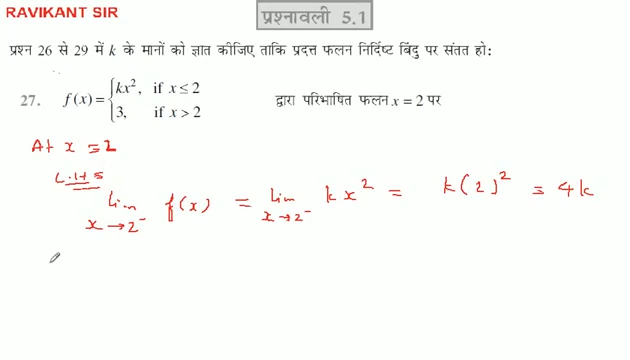 RAVIKANT SIR
प्रश्नावली 5.1
प्रश्न 26 से 29 में k के मानों को ज्ञात कीजिए ताकि प्रदत्त फलन निर्दिष्ट बिंदु पर संतत हो:
27. f(x) = { kx², if x ≤ 2
3, if x > 2 द्वारा परिभाषित फलन x = 2 पर
At x = 2
L.H.S
lim x→2⁻ f(x) = lim x→2⁻ kx² = k(2)² = 4k